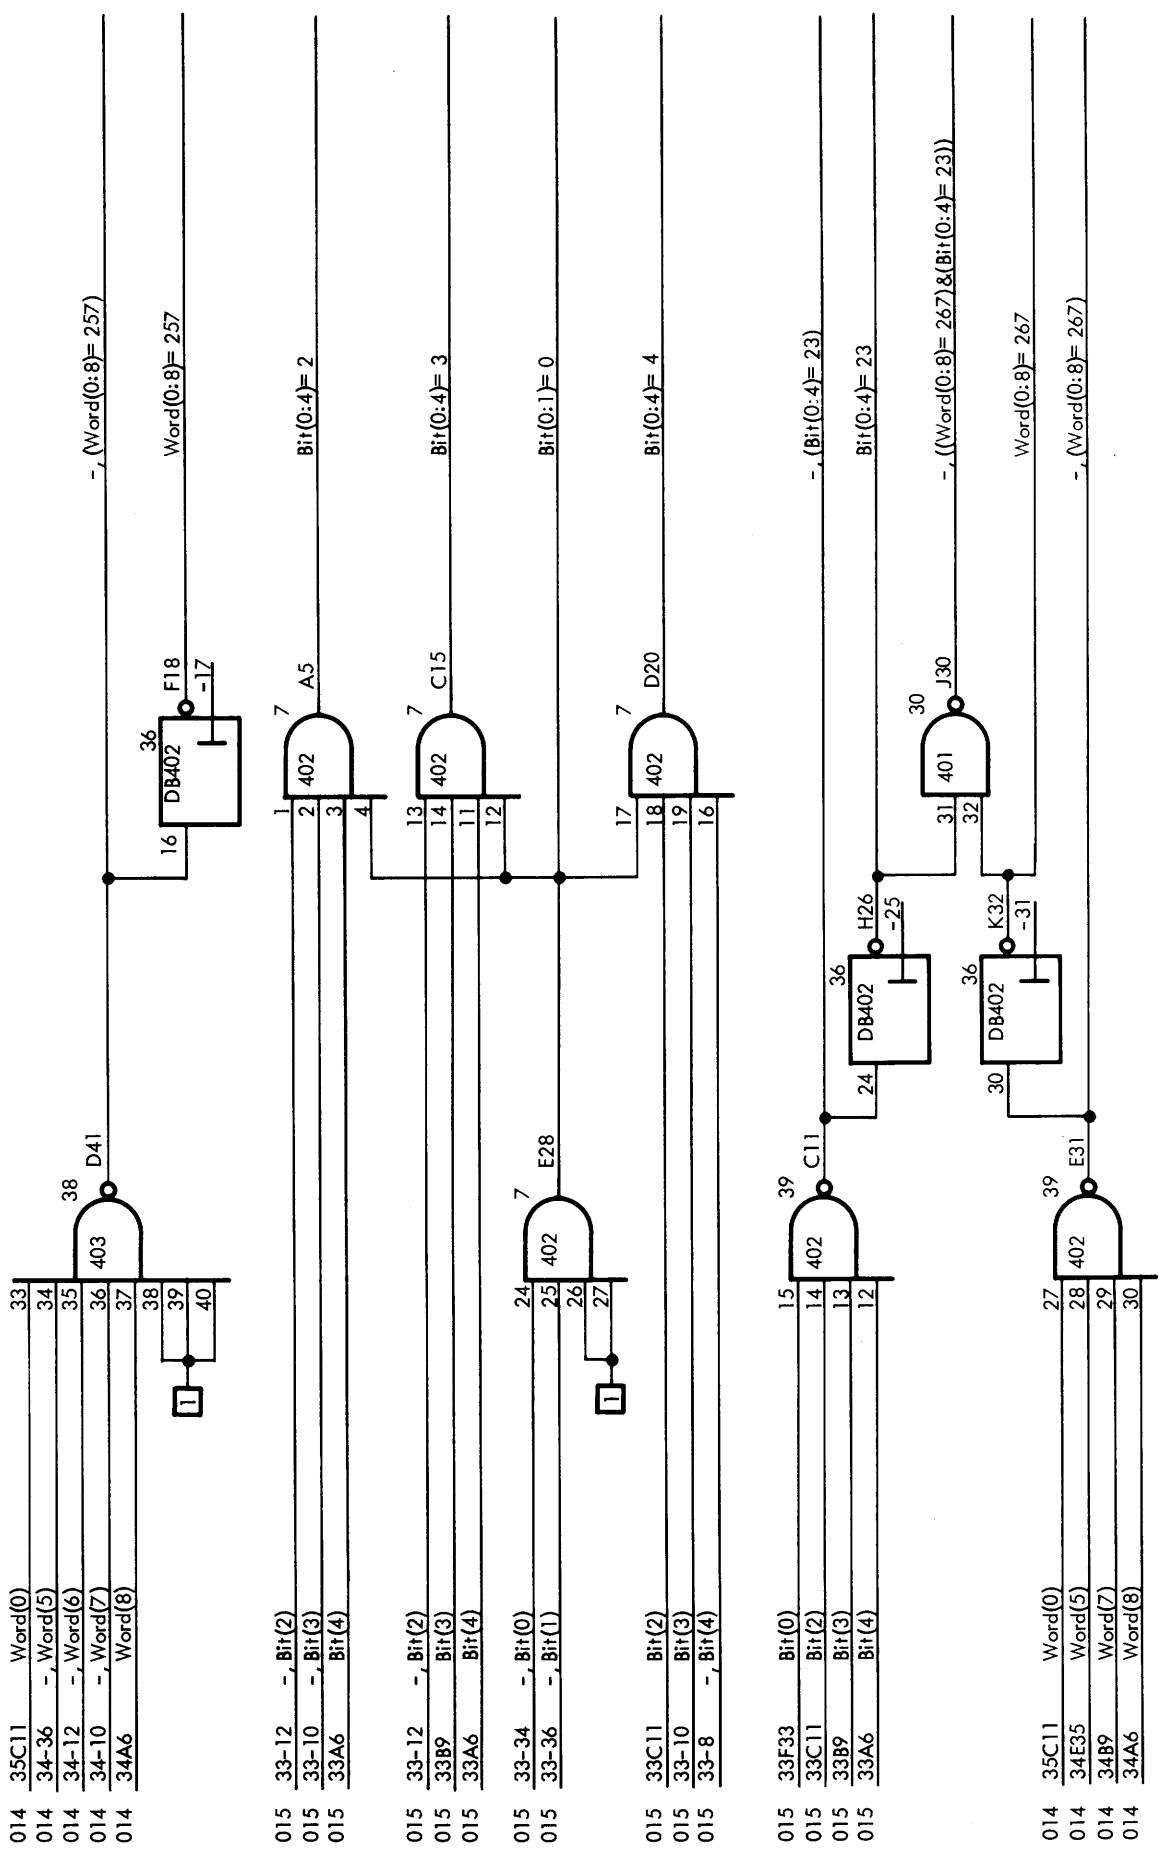 014 35C11 Word(0) 33
014 34-36 -, Word(5) 34
014 34-12 -, Word(6) 35
014 34-10 -, Word(7) 36
014 34A6 Word(8) 37
38
39
40
1
403
38
D41
-, (Word(0:8)= 257)
16
DB402
36
F18
-17
Word(0:8)= 257
015 33-12 -, Bit(2) 1
015 33-10 -, Bit(3) 2
015 33A6 Bit(4) 3
4
402
7
A5
Bit(0:4)= 2
015 33-12 -, Bit(2) 13
015 33B9 Bit(3) 14
015 33A6 Bit(4) 11
12
402
7
C15
Bit(0:4)= 3
015 33-34 -, Bit(0) 24
015 33-36 -, Bit(1) 25
26
27
1
402
7
E28
Bit(0:1)= 0
17
015 33C11 Bit(2) 18
015 33-10 -, Bit(3) 19
015 33-8 -, Bit(4) 16
402
7
D20
Bit(0:4)= 4
015 33F33 Bit(0) 15
015 33C11 Bit(2) 14
015 33B9 Bit(3) 13
015 33A6 Bit(4) 12
402
39
C11
-, (Bit(0:4)= 23)
24
DB402
36
H26
-25
Bit(0:4)= 23
31
32
401
30
J30
-, ((Word(0:8)= 267)&(Bit(0:4)= 23))
30
DB402
36
K32
-31
Word(0:8)= 267
014 35C11 Word(0) 27
014 34E35 Word(5) 28
014 34B9 Word(7) 29
014 34A6 Word(8) 30
402
39
E31
-, (Word(0:8)= 267)